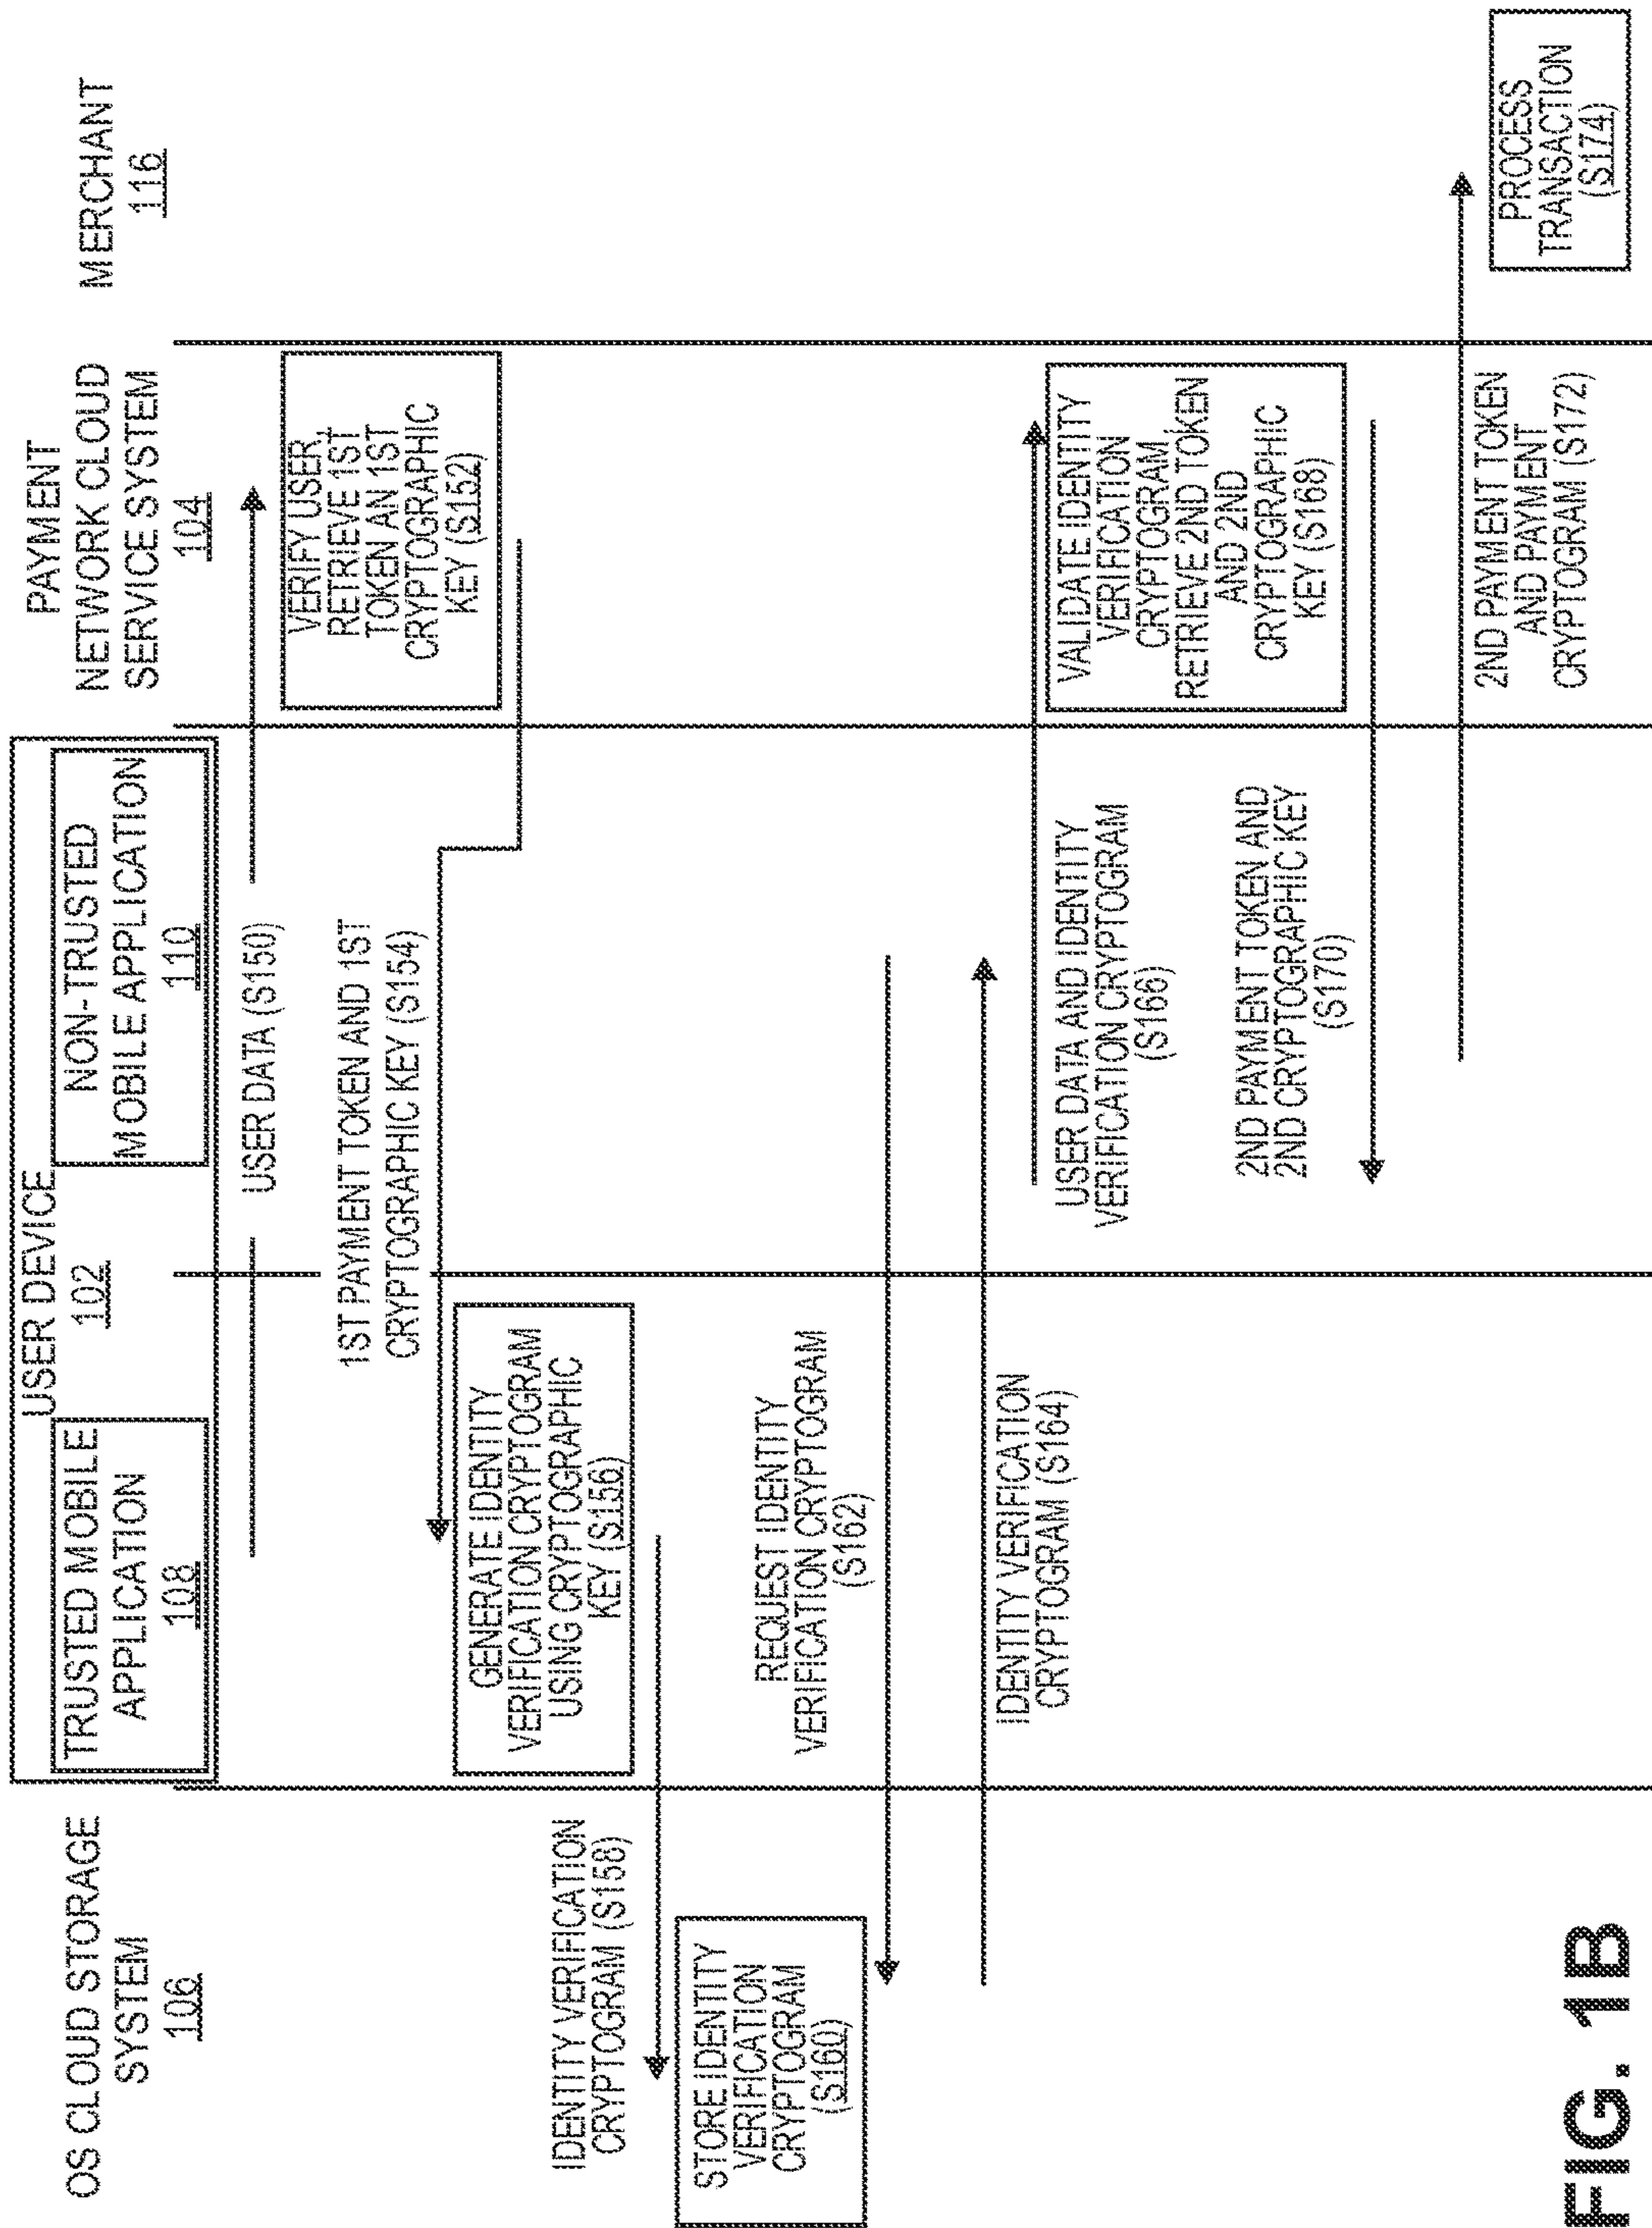 OS CLOUD STORAGE
SYSTEM
106
USER DEVICE
102
TRUSTED MOBILE
APPLICATION
108
NON-TRUSTED
MOBILE APPLICATION
110
PAYMENT
NETWORK CLOUD
SERVICE SYSTEM
104
MERCHANT
116
USER DATA (S150)
VERIFY USER,
RETRIEVE 1ST
TOKEN AN 1ST
CRYPTOGRAPHIC
KEY (S152)
1ST PAYMENT TOKEN AND 1ST
CRYPTOGRAPHIC KEY (S154)
GENERATE IDENTITY
VERIFICATION CRYPTOGRAM
USING CRYPTOGRAPHIC
KEY (S156)
IDENTITY VERIFICATION
CRYPTOGRAM (S158)
STORE IDENTITY
VERIFICATION
CRYPTOGRAM
(S160)
REQUEST IDENTITY
VERIFICATION CRYPTOGRAM
(S162)
IDENTITY VERIFICATION
CRYPTOGRAM (S164)
USER DATA AND IDENTITY
VERIFICATION CRYPTOGRAM
(S166)
VALIDATE IDENTITY
VERIFICATION
CRYPTOGRAM
RETRIEVE 2ND TOKEN
AND 2ND
CRYPTOGRAPHIC
KEY (S168)
2ND PAYMENT TOKEN AND
2ND CRYPTOGRAPHIC KEY
(S170)
2ND PAYMENT TOKEN
AND PAYMENT
CRYPTOGRAM (S172)
PROCESS
TRANSACTION
(S174)
FIG. 1B